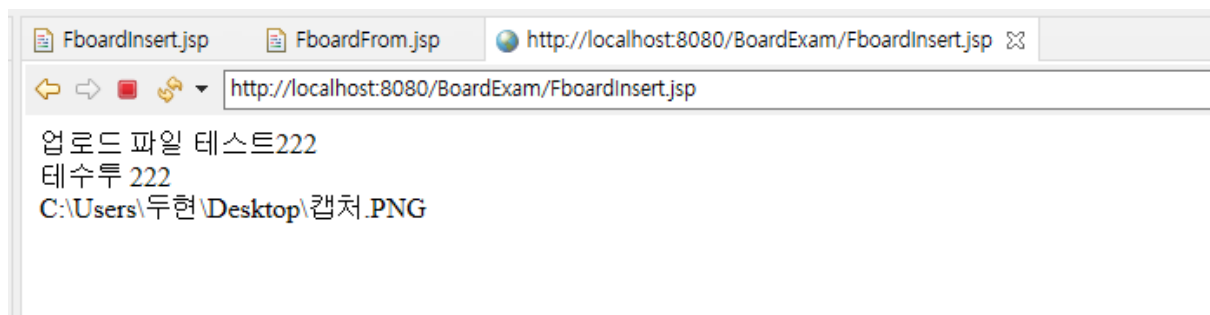 FboardInsert.jsp FboardFrom.jsp http://localhost:8080/BoardExam/FboardInsert.jsp
http://localhost:8080/BoardExam/FboardInsert.jsp
업로드 파일 테스트222
테수투 222
C:\Users\두현\Desktop\캡처.PNG